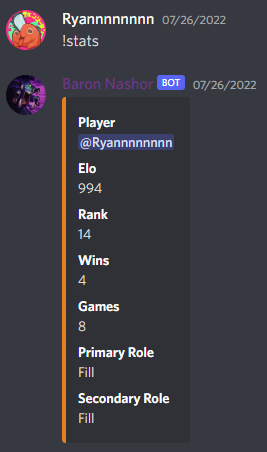 Ryannnnnnnn 07/26/2022
!stats
Baron Nashor BOT 07/26/2022
Player
@Ryannnnnnnn
Elo
994
Rank
14
Wins
4
Games
8
Primary Role
Fill
Secondary Role
Fill